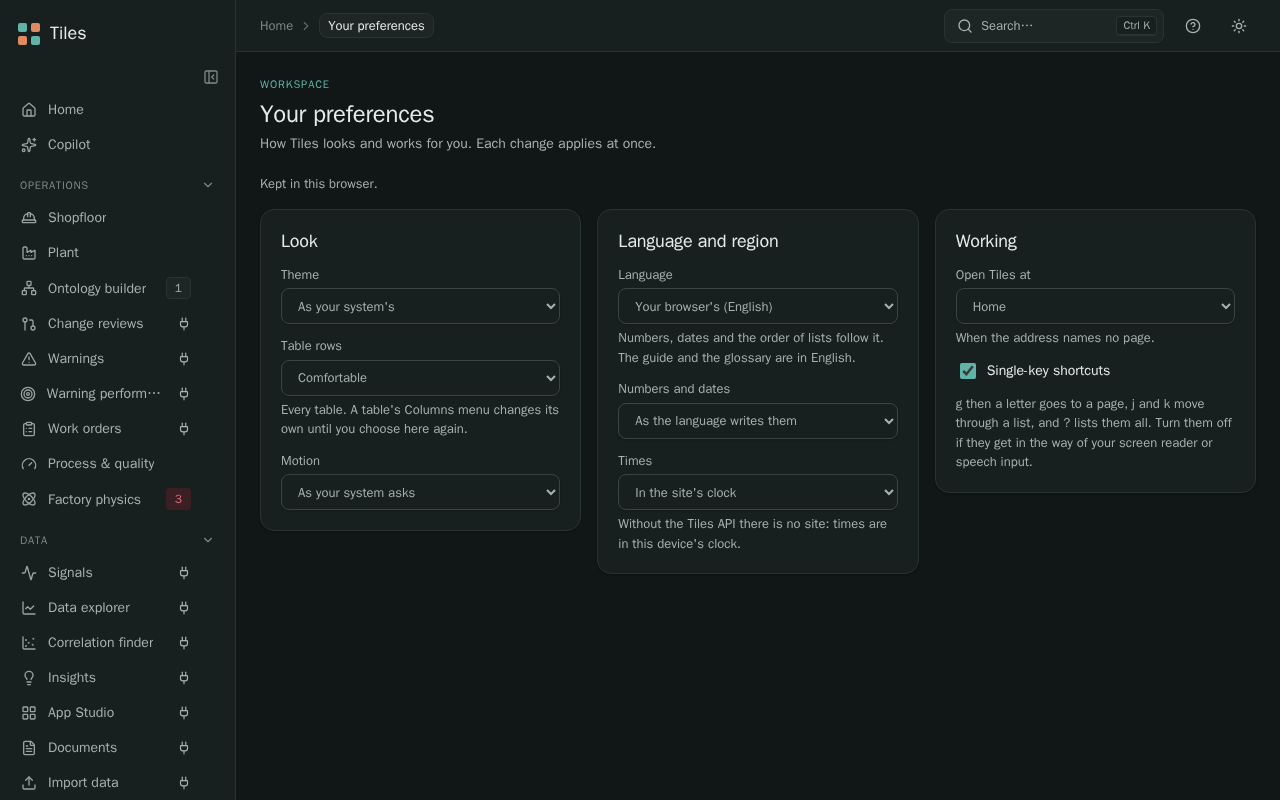 Tiles
Home
Copilot
OPERATIONS
Shopfloor
Plant
Ontology builder 1
Change reviews
Warnings
Warning perform…
Work orders
Process & quality
Factory physics 3
DATA
Signals
Data explorer
Correlation finder
Insights
App Studio
Documents
Import data
Home > Your preferences
Search… Ctrl K
WORKSPACE
Your preferences
How Tiles looks and works for you. Each change applies at once.
Kept in this browser.
Look
Theme
As your system's
Table rows
Comfortable
Every table. A table's Columns menu changes its
own until you choose here again.
Motion
As your system asks
Language and region
Language
Your browser's (English)
Numbers, dates and the order of lists follow it.
The guide and the glossary are in English.
Numbers and dates
As the language writes them
Times
In the site's clock
Without the Tiles API there is no site: times are
in this device's clock.
Working
Open Tiles at
Home
When the address names no page.
Single-key shortcuts
g then a letter goes to a page, j and k move
through a list, and ? lists them all. Turn them off
if they get in the way of your screen reader or
speech input.